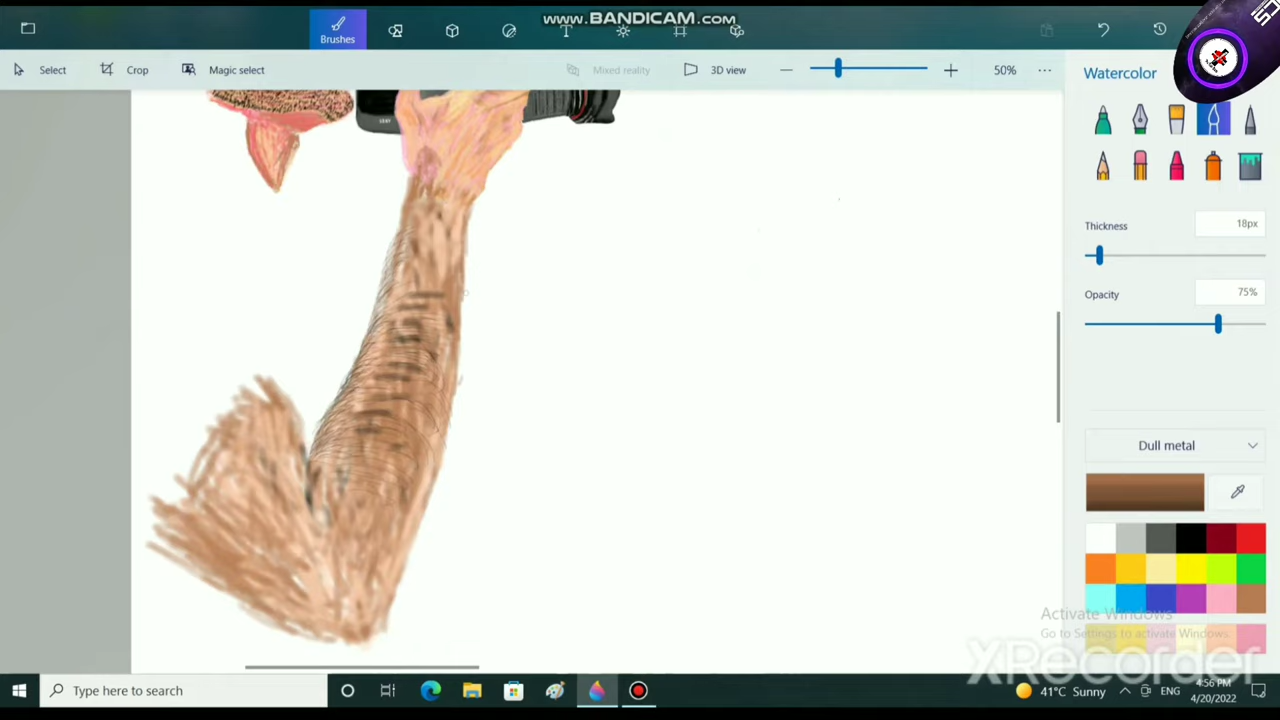 www.BANDICAM.com
Brushes
Select
Crop
Magic select
Mixed reality
3D view
50%
Watercolor
Thickness
18px
Opacity
75%
Dull metal
Activate Windows
Go to Settings to activate Windows.
XRecorder
Type here to search
41°C Sunny
ENG
4:56 PM
4/20/2022